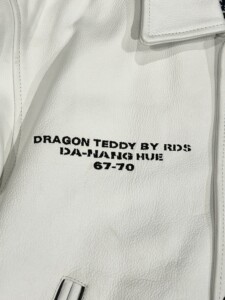 DRAGON TEDDY BY RDS
DA-NANG HUE
67-70